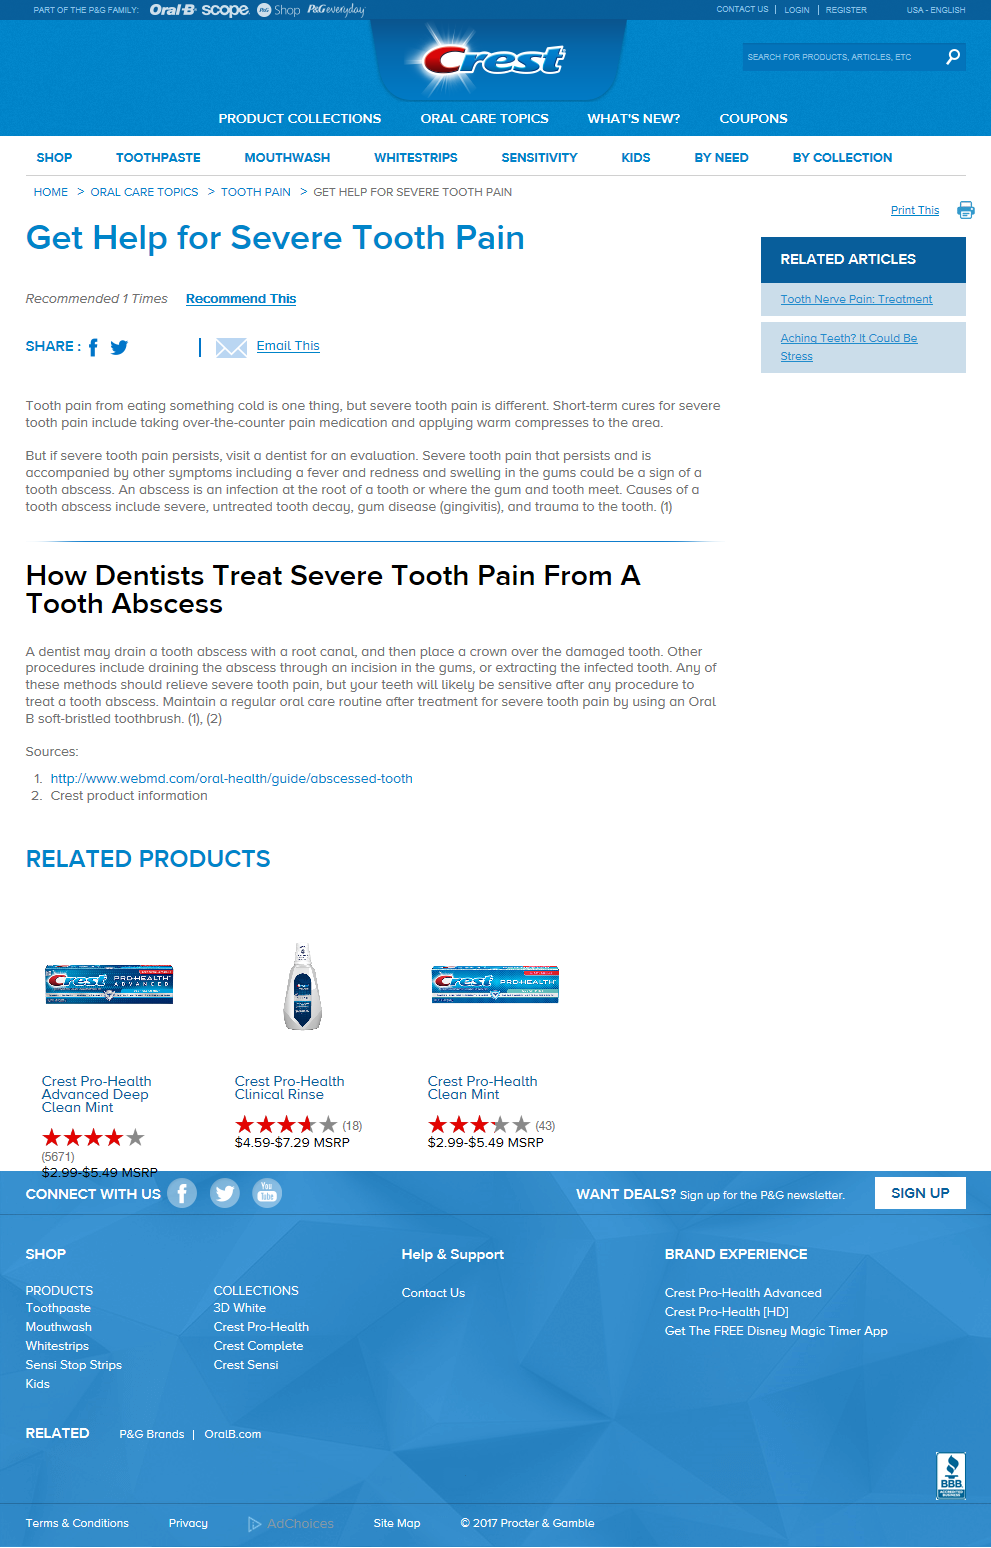 PART OF THE P&G FAMILY: Oral-B scope. P&G Shop P&G everyday
CONTACT US | LOGIN | REGISTER USA - ENGLISH
Crest
SEARCH FOR PRODUCTS, ARTICLES, ETC
PRODUCT COLLECTIONS ORAL CARE TOPICS WHAT'S NEW? COUPONS
SHOP TOOTHPASTE MOUTHWASH WHITESTRIPS SENSITIVITY KIDS BY NEED BY COLLECTION
HOME > ORAL CARE TOPICS > TOOTH PAIN > GET HELP FOR SEVERE TOOTH PAIN
Print This
Get Help for Severe Tooth Pain
RELATED ARTICLES
Tooth Nerve Pain: Treatment
Aching Teeth? It Could Be
Stress
Recommended 1 Times Recommend This
SHARE : | Email This
Tooth pain from eating something cold is one thing, but severe tooth pain is different. Short-term cures for severe
tooth pain include taking over-the-counter pain medication and applying warm compresses to the area.
But if severe tooth pain persists, visit a dentist for an evaluation. Severe tooth pain that persists and is
accompanied by other symptoms including a fever and redness and swelling in the gums could be a sign of a
tooth abscess. An abscess is an infection at the root of a tooth or where the gum and tooth meet. Causes of a
tooth abscess include severe, untreated tooth decay, gum disease (gingivitis), and trauma to the tooth. (1)
How Dentists Treat Severe Tooth Pain From A
Tooth Abscess
A dentist may drain a tooth abscess with a root canal, and then place a crown over the damaged tooth. Other
procedures include draining the abscess through an incision in the gums, or extracting the infected tooth. Any of
these methods should relieve severe tooth pain, but your teeth will likely be sensitive after any procedure to
treat a tooth abscess. Maintain a regular oral care routine after treatment for severe tooth pain by using an Oral
B soft-bristled toothbrush. (1), (2)
Sources:
1. http://www.webmd.com/oral-health/guide/abscessed-tooth
2. Crest product information
RELATED PRODUCTS
Crest PRO-HEALTH
ADVANCED
Crest PRO-HEALTH
Crest Pro-Health
Advanced Deep
Clean Mint
(5671)
$2.99-$5.49 MSRP
Crest Pro-Health
Clinical Rinse
(18)
$4.59-$7.29 MSRP
Crest Pro-Health
Clean Mint
(43)
$2.99-$5.49 MSRP
CONNECT WITH US You Tube
WANT DEALS? Sign up for the P&G newsletter. SIGN UP
SHOP
PRODUCTS
Toothpaste
Mouthwash
Whitestrips
Sensi Stop Strips
Kids
COLLECTIONS
3D White
Crest Pro-Health
Crest Complete
Crest Sensi
Help & Support
Contact Us
BRAND EXPERIENCE
Crest Pro-Health Advanced
Crest Pro-Health [HD]
Get The FREE Disney Magic Timer App
RELATED P&G Brands | OralB.com
BBB
ACCREDITED
BUSINESS
Terms & Conditions Privacy AdChoices Site Map © 2017 Procter & Gamble